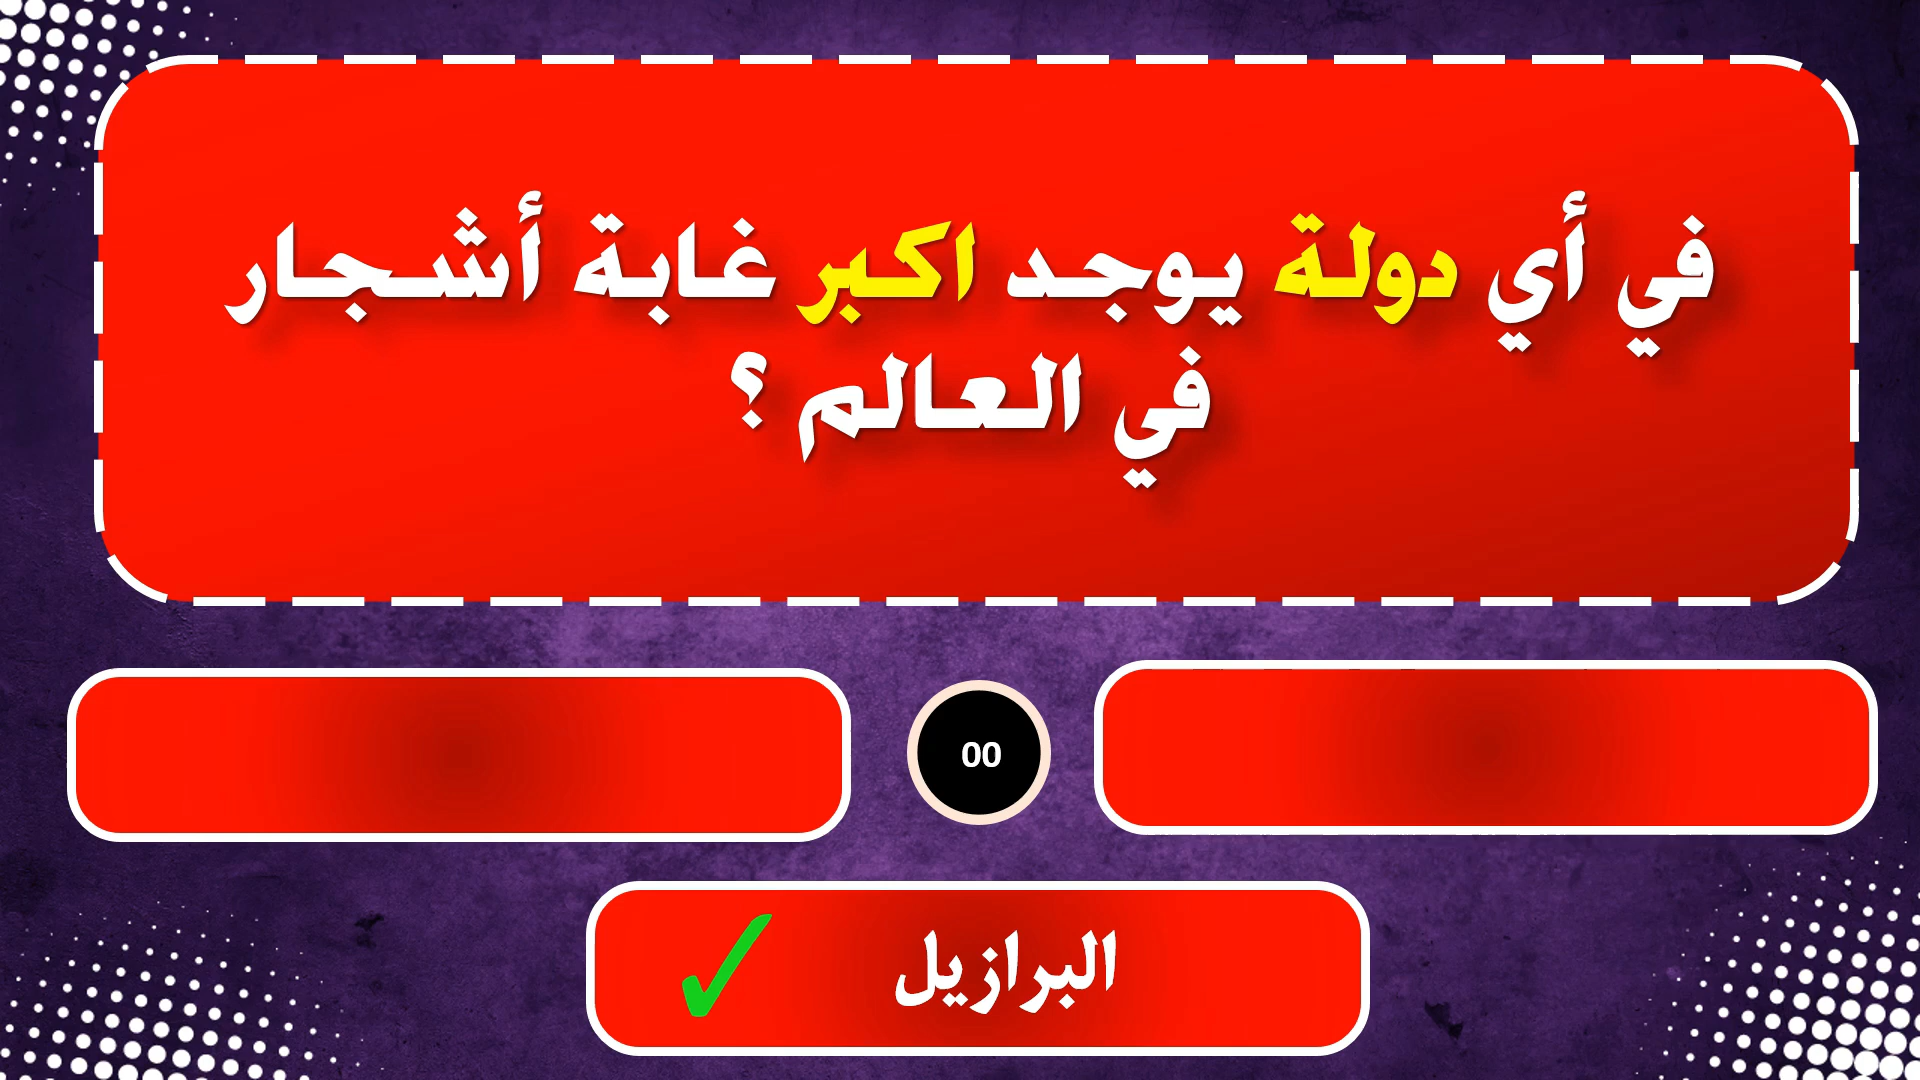 في أي دولة يوجد اكبر غابة أشجار
في العالم ؟
00
البرازيل